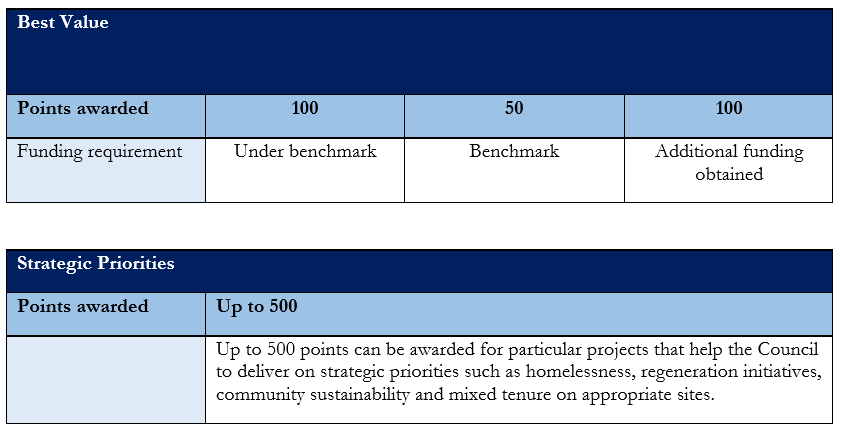 Best Value
Points awarded 100 50 100
Funding requirement Under benchmark Benchmark Additional funding
obtained
Strategic Priorities
Points awarded Up to 500
Up to 500 points can be awarded for particular projects that help the Council
to deliver on strategic priorities such as homelessness, regeneration initiatives,
community sustainability and mixed tenure on appropriate sites.